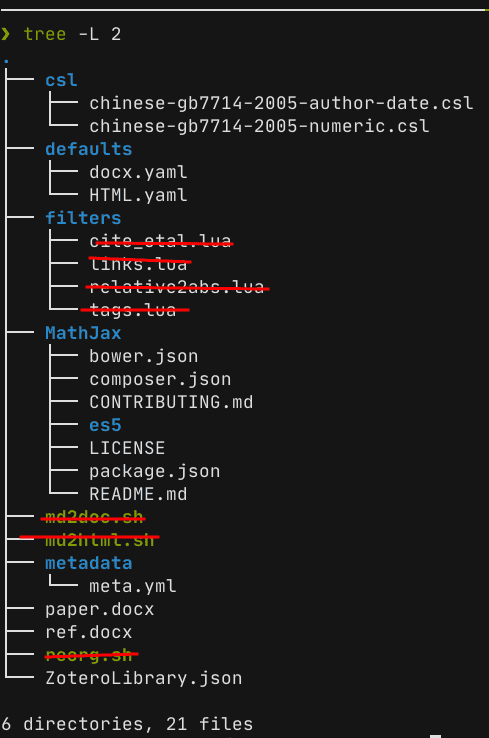 ❯ tree -L 2
.
├── csl
│   ├── chinese-gb7714-2005-author-date.csl
│   └── chinese-gb7714-2005-numeric.csl
├── defaults
│   ├── docx.yaml
│   └── HTML.yaml
├── filters
│   ├── cite_etal.lua
│   ├── links.lua
│   ├── relative2abs.lua
│   └── tags.lua
├── MathJax
│   ├── bower.json
│   ├── composer.json
│   ├── CONTRIBUTING.md
│   ├── es5
│   ├── LICENSE
│   ├── package.json
│   └── README.md
├── md2doc.sh
├── md2html.sh
├── metadata
│   └── meta.yml
├── paper.docx
├── ref.docx
├── reorg.sh
└── ZoteroLibrary.json
6 directories, 21 files